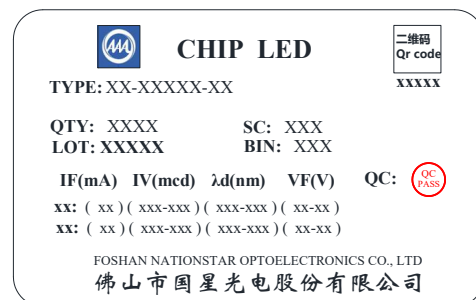 CHIP LED
二维码
Qr code
xxxxx
TYPE: XX-XXXXX-XX
QTY: XXXX SC: XXX
LOT: XXXXX BIN: XXX
IF(mA) IV(mcd) λd(nm) VF(V) QC: QC PASS
xx: ( xx ) ( xxx-xxx ) ( xxx-xxx ) ( xx-xx )
xx: ( xx ) ( xxx-xxx ) ( xxx-xxx ) ( xx-xx )
FOSHAN NATIONSTAR OPTOELECTRONICS CO., LTD
佛山市国星光电股份有限公司